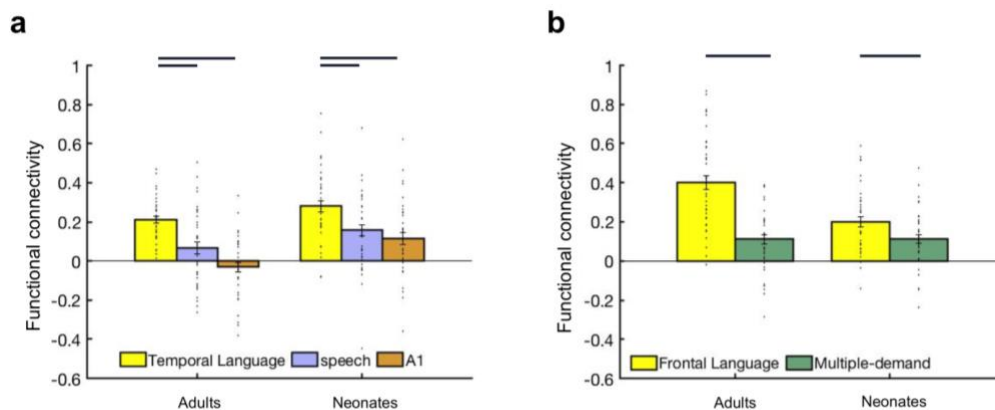 a
1
0.8
0.6
0.4
0.2
0
-0.2
-0.4
-0.6
Functional connectivity
Temporal Language speech A1
Adults Neonates
b
1
0.8
0.6
0.4
0.2
0
-0.2
-0.4
-0.6
Functional connectivity
Frontal Language Multiple-demand
Adults Neonates